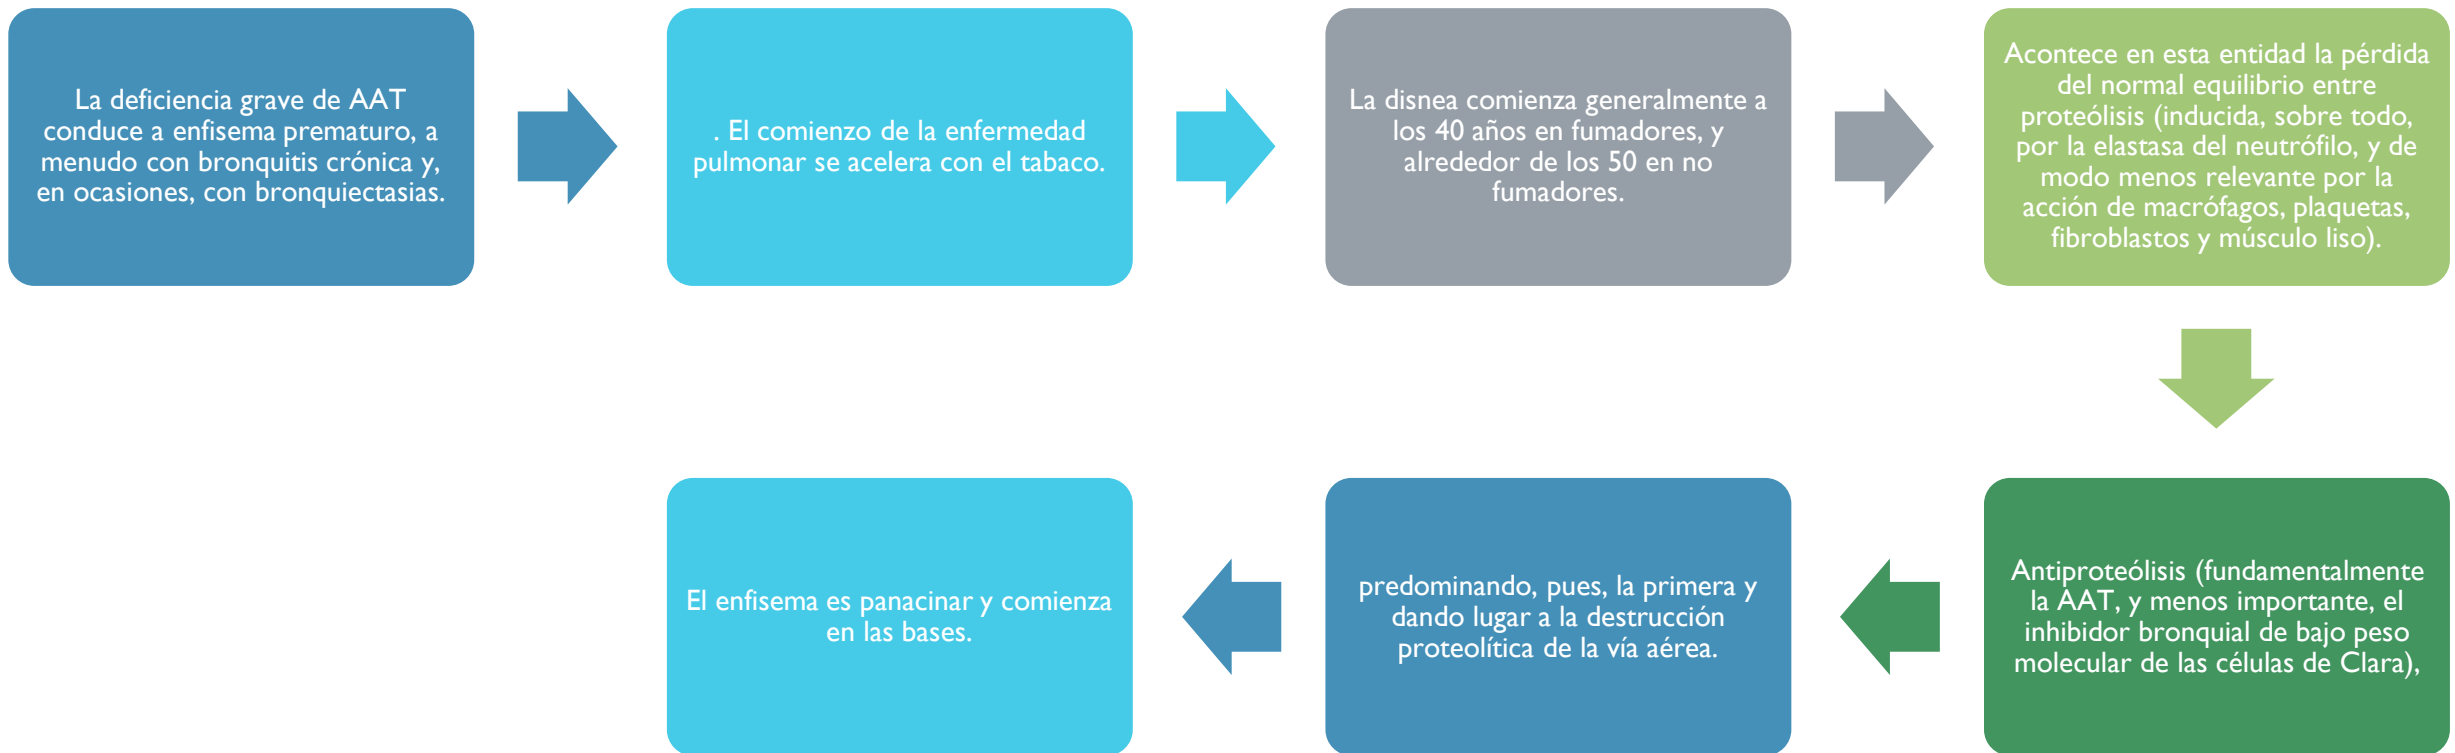 La deficiencia grave de AAT
conduce a enfisema prematuro, a
menudo con bronquitis crónica y,
en ocasiones, con bronquiectasias.
. El comienzo de la enfermedad
pulmonar se acelera con el tabaco.
La disnea comienza generalmente a
los 40 años en fumadores, y
alrededor de los 50 en no
fumadores.
Acontece en esta entidad la pérdida
del normal equilibrio entre
proteólisis (inducida, sobre todo,
por la elastasa del neutrófilo, y de
modo menos relevante por la
acción de macrófagos, plaquetas,
fibroblastos y músculo liso).
Antiproteólisis (fundamentalmente
la AAT, y menos importante, el
inhibidor bronquial de bajo peso
molecular de las células de Clara),
predominando, pues, la primera y
dando lugar a la destrucción
proteolítica de la vía aérea.
El enfisema es panacinar y comienza
en las bases.